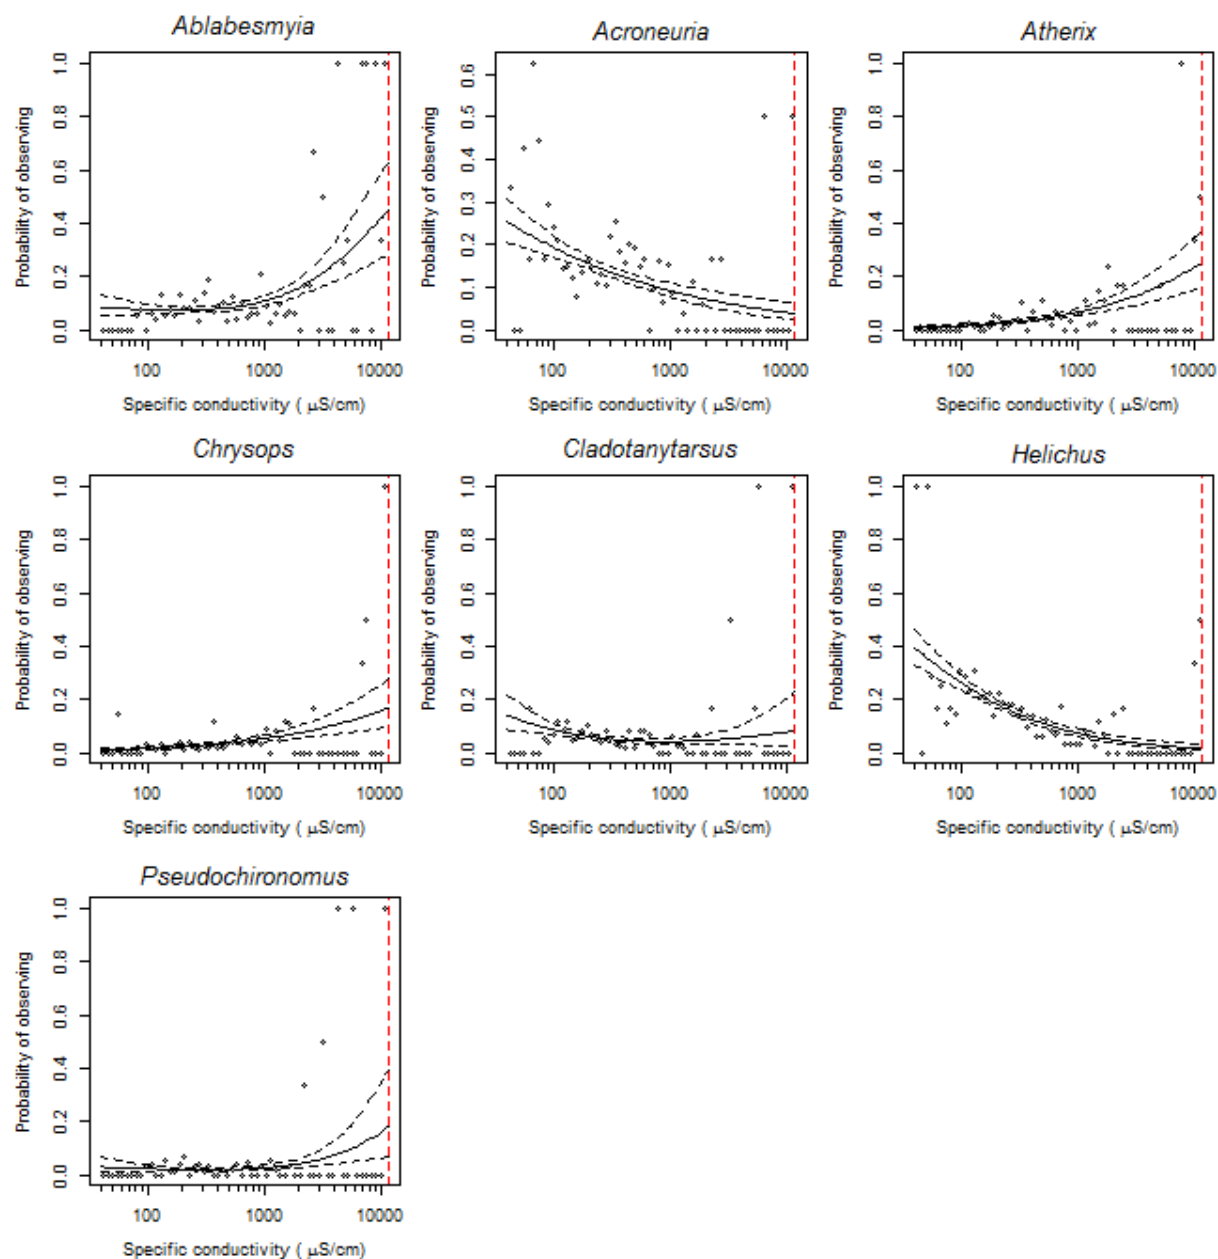 Ablabesmyia
Acroneuria
Atherix
Probability of observing
0.0 0.2 0.4 0.6 0.8 1.0
100 1000 10000
Specific conductivity ( μS/cm)
Probability of observing
0.0 0.1 0.2 0.3 0.4 0.5 0.6
100 1000 10000
Specific conductivity ( μS/cm)
Probability of observing
0.0 0.2 0.4 0.6 0.8 1.0
100 1000 10000
Specific conductivity ( μS/cm)
Chrysops
Cladotanytarsus
Helichus
Probability of observing
0.0 0.2 0.4 0.6 0.8 1.0
100 1000 10000
Specific conductivity ( μS/cm)
Probability of observing
0.0 0.2 0.4 0.6 0.8 1.0
100 1000 10000
Specific conductivity ( μS/cm)
Probability of observing
0.0 0.2 0.4 0.6 0.8 1.0
100 1000 10000
Specific conductivity ( μS/cm)
Pseudochironomus
Probability of observing
0.0 0.2 0.4 0.6 0.8 1.0
100 1000 10000
Specific conductivity ( μS/cm)